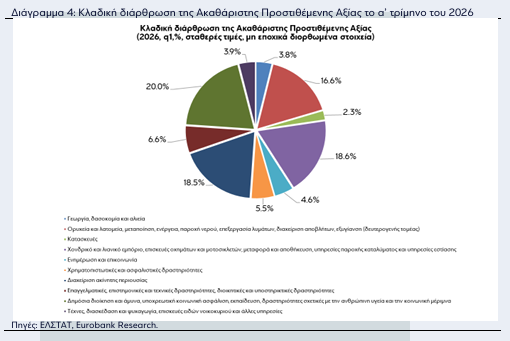 Διάγραμμα 4: Κλαδική διάρθρωση της Ακαθάριστης Προστιθέμενης Αξίας το α' τρίμηνο του 2026
Κλαδική διάρθρωση της Ακαθάριστης Προστιθέμενης Αξίας
(2026, q1,%, σταθερές τιμές, μη εποχικά διορθωμένα στοιχεία)
3.9%
3.8%
16.6%
20.0%
2.3%
6.6%
18.6%
18.5%
4.6%
5.5%
• Γεωργία, δασοκομία και αλιεία
• Ορυχεία και λατομεία, μεταποίηση, ενέργεια, παροχή νερού, επεξεργασία λυμάτων, διαχείριση αποβλήτων, εξυγίανση (δευτερογενής τομέας)
• Κατασκευές
• Χονδρικό και λιανικό εμπόριο, επισκευές οχημάτων και μοτοσικλετών, μεταφορά και αποθήκευση, υπηρεσίες παροχής καταλύματος και υπηρεσίες εστίασης
• Ενημέρωση και επικοινωνία
• Χρηματοπιστωτικές και ασφαλιστικές δραστηριότητες
• Διαχείριση ακίνητης περιουσίας
• Επαγγελματικές, επιστημονικές και τεχνικές δραστηριότητες, διοικητικές και υποστηρικτικές δραστηριότητες
• Δημόσια διοίκηση και άμυνα, υποχρεωτική κοινωνική ασφάλιση, εκπαίδευση, δραστηριότητες σχετικές με την ανθρώπινη υγεία και την κοινωνική μέριμνα
• Τέχνες, διασκέδαση και ψυχαγωγία, επισκευές ειδών νοικοκυριού και άλλες υπηρεσίες
Πηγές: ΕΛΣΤΑΤ, Eurobank Research.